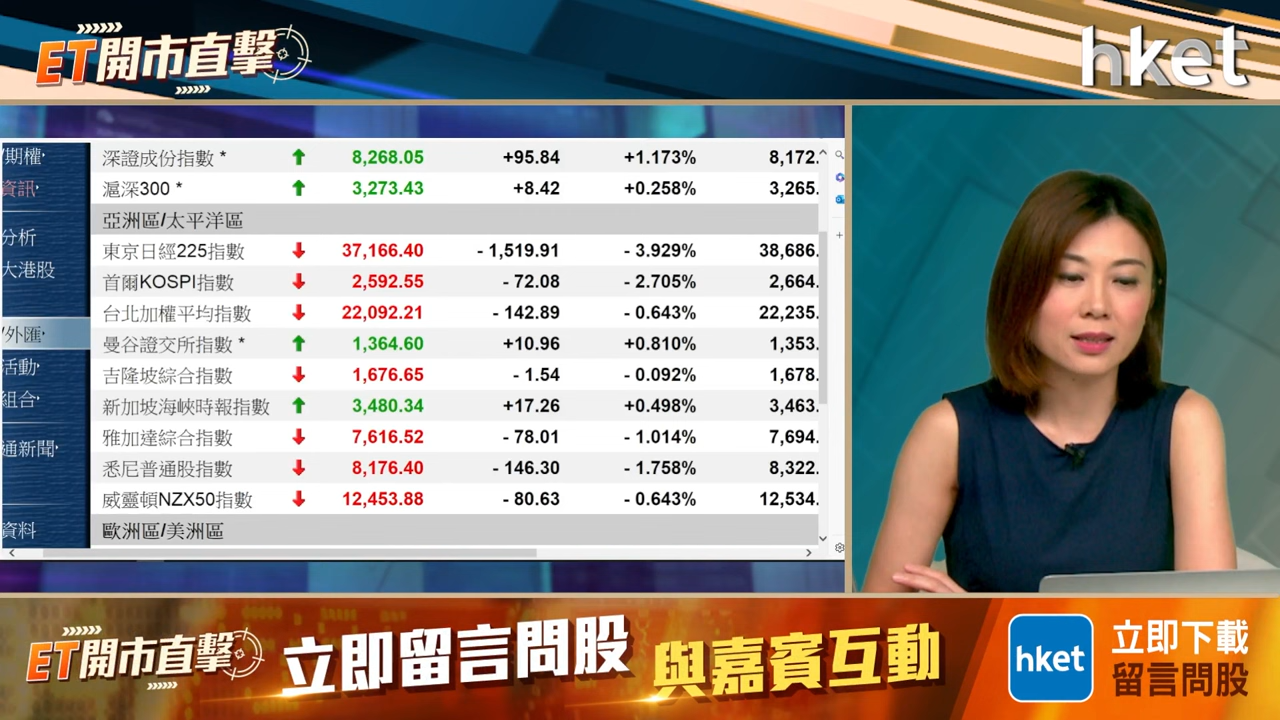 ET開市直擊
hket
/期權
資訊
分析
大港股
/外匯
活動
組合
通新聞
資料
深證成份指數 * 8,268.05 +95.84 +1.173% 8,172.
滬深300 * 3,273.43 +8.42 +0.258% 3,265.
亞洲區/太平洋區
東京日經225指數 37,166.40 - 1,519.91 - 3.929% 38,686.
首爾KOSPI指數 2,592.55 - 72.08 - 2.705% 2,664.
台北加權平均指數 22,092.21 - 142.89 - 0.643% 22,235.
曼谷證交所指數 * 1,364.60 +10.96 +0.810% 1,353.
吉隆坡綜合指數 1,676.65 - 1.54 - 0.092% 1,678.
新加坡海峽時報指數 3,480.34 +17.26 +0.498% 3,463.
雅加達綜合指數 7,616.52 - 78.01 - 1.014% 7,694.
悉尼普通股指數 8,176.40 - 146.30 - 1.758% 8,322.
威靈頓NZX50指數 12,453.88 - 80.63 - 0.643% 12,534.
歐洲區/美洲區
ET開市直擊
立即留言問股 與嘉賓互動
hket
立即下載
留言問股